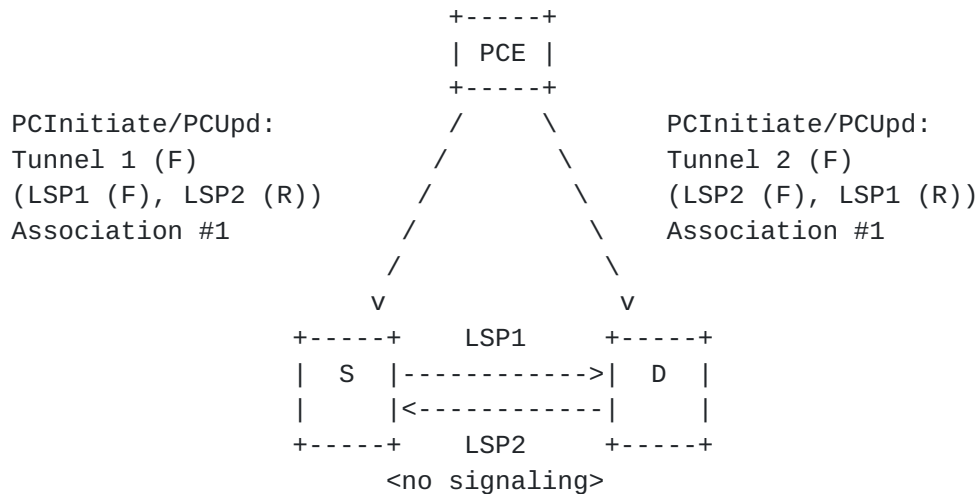 +-----+
| PCE |
+-----+
PCInitiate/PCUpd: / \ PCInitiate/PCUpd:
Tunnel 1 (F) / \ Tunnel 2 (F)
(LSP1 (F), LSP2 (R)) / \ (LSP2 (F), LSP1 (R))
Association #1 / \ Association #1
/ \
v v
+-----+ LSP1 +-----+
| S |------------>| D |
| |<------------| |
+-----+ LSP2 +-----+
<no signaling>